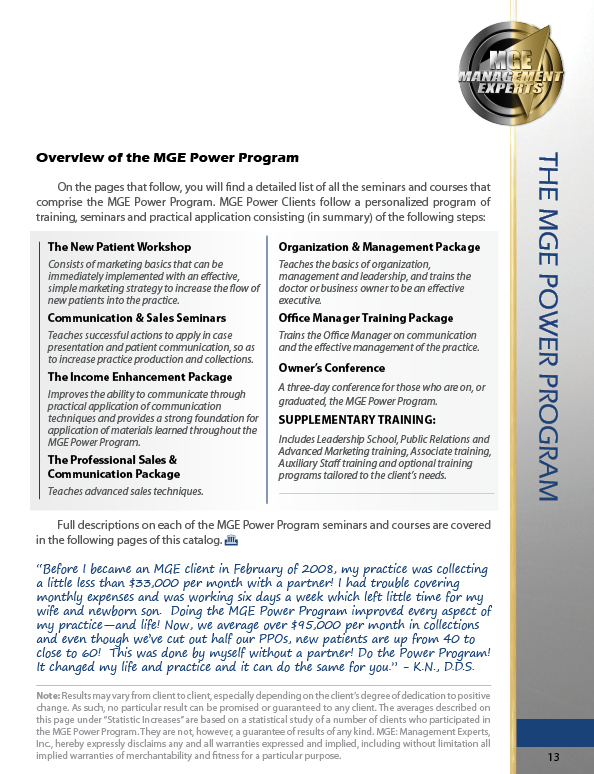 MGE
MANAGEMENT
EXPERTS
Overview of the MGE Power Program
On the pages that follow, you will find a detailed list of all the seminars and courses that
comprise the MGE Power Program. MGE Power Clients follow a personalized program of
training, seminars and practical application consisting (in summary) of the following steps:
The New Patient Workshop
Consists of marketing basics that can be
immediately implemented with an effective,
simple marketing strategy to increase the flow of
new patients into the practice.
Communication & Sales Seminars
Teaches successful actions to apply in case
presentation and patient communication, so as
to increase practice production and collections.
The Income Enhancement Package
Improves the ability to communicate through
practical application of communication
techniques and provides a strong foundation for
application of materials learned throughout the
MGE Power Program.
The Professional Sales &
Communication Package
Teaches advanced sales techniques.
Organization & Management Package
Teaches the basics of organization,
management and leadership, and trains the
doctor or business owner to be an effective
executive.
Office Manager Training Package
Trains the Office Manager on communication
and the effective management of the practice.
Owner's Conference
A three-day conference for those who are on, or
graduated, the MGE Power Program.
SUPPLEMENTARY TRAINING:
Includes Leadership School, Public Relations and
Advanced Marketing training, Associate training,
Auxiliary Staff training and optional training
programs tailored to the client's needs.
Full descriptions on each of the MGE Power Program seminars and courses are covered
in the following pages of this catalog.
“Before I became an MGE client in February of 2008, my practice was collecting
a little less than $33,000 per month with a partner! I had trouble covering
monthly expenses and was working six days a week which left little time for my
wife and newborn son. Doing the MGE Power Program improved every aspect of
my practice—and life! Now, we average over $95,000 per month in collections
and even though we've cut out half our PPOs, new patients are up from 40 to
close to 60! This was done by myself without a partner! Do the Power Program!
It changed my life and practice and it can do the same for you.” – K.N., D.D.S.
Note: Results may vary from client to client, especially depending on the client's degree of dedication to positive
change. As such, no particular result can be promised or guaranteed to any client. The averages described on
this page under “Statistic Increases” are based on a statistical study of a number of clients who participated in
the MGE Power Program. They are not, however, a guarantee of results of any kind. MGE: Management Experts,
Inc., hereby expressly disclaims any and all warranties expressed and implied, including without limitation all
implied warranties of merchantability and fitness for a particular purpose.
THE MGE POWER PROGRAM
13